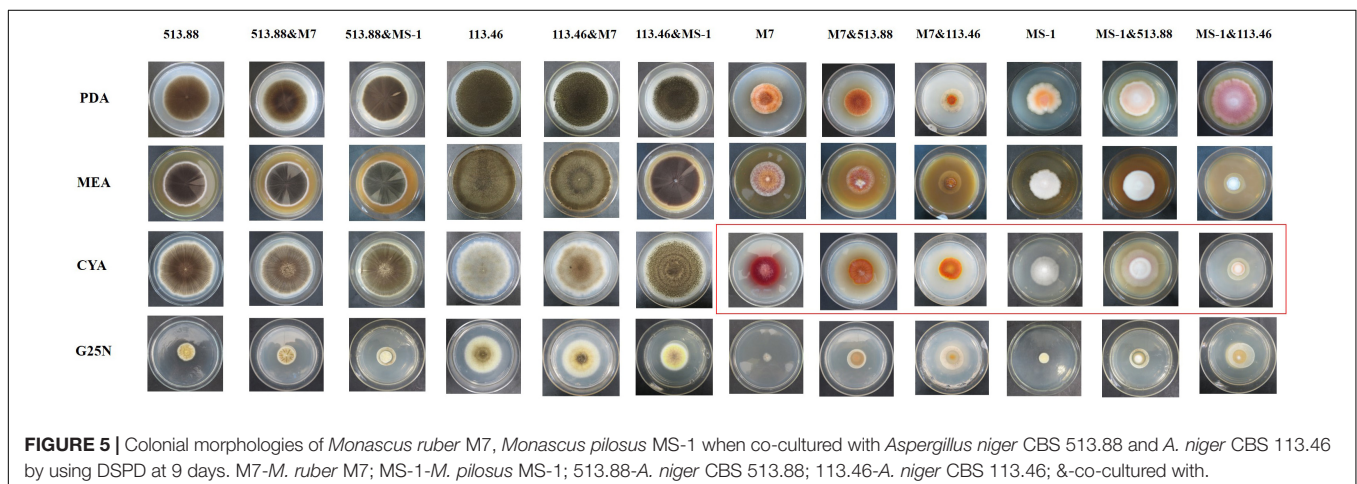 513.88 513.88&M7 513.88&MS-1 113.46 113.46&M7 113.46&MS-1 M7 M7&513.88 M7&113.46 MS-1 MS-1&513.88 MS-1&113.46
PDA
MEA
CYA
G25N
FIGURE 5 | Colonial morphologies of Monascus ruber M7, Monascus pilosus MS-1 when co-cultured with Aspergillus niger CBS 513.88 and A. niger CBS 113.46
by using DSPD at 9 days. M7-M. ruber M7; MS-1-M. pilosus MS-1; 513.88-A. niger CBS 513.88; 113.46-A. niger CBS 113.46; &-co-cultured with.